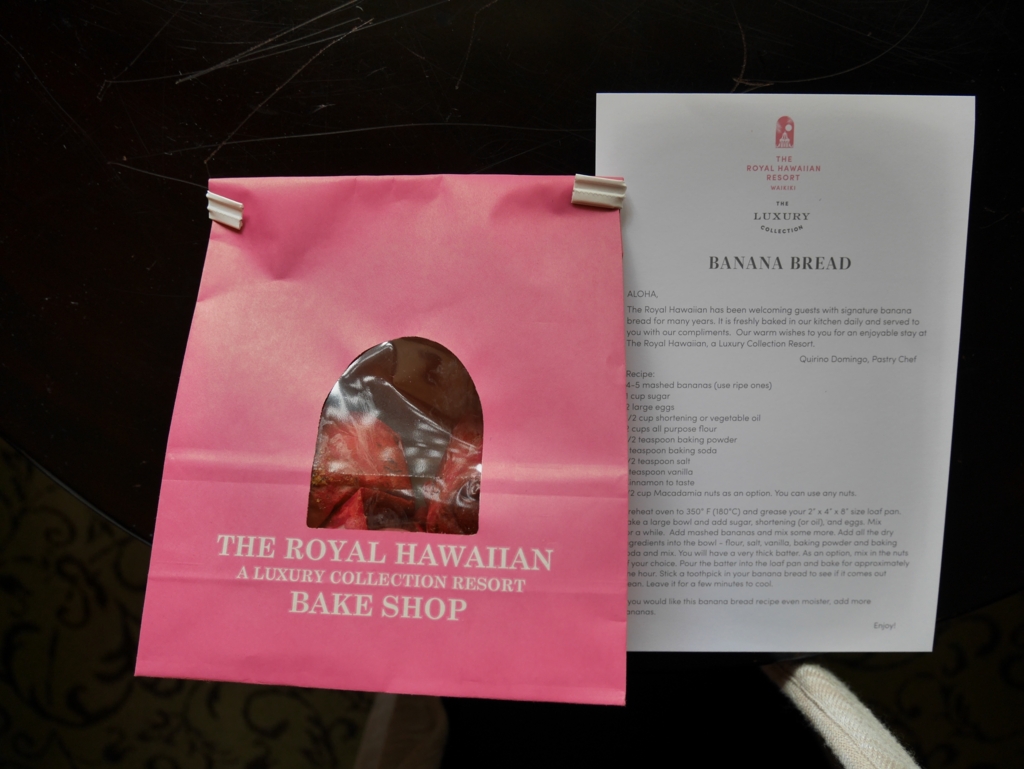 THE ROYAL HAWAIIAN
A LUXURY COLLECTION RESORT
BAKE SHOP
THE
ROYAL HAWAIIAN
RESORT
WAIKIKI
THE
LUXURY
COLLECTION
BANANA BREAD
ALOHA,
The Royal Hawaiian has been welcoming guests with signature banana
bread for many years. It is freshly baked in our kitchen daily and served to
you with our compliments. Our warm wishes to you for an enjoyable stay at
The Royal Hawaiian, a Luxury Collection Resort.
Quirino Domingo, Pastry Chef
Recipe:
4-5 mashed bananas (use ripe ones)
cup sugar
large eggs
/2 cup shortening or vegetable oil
cups all purpose flour
/2 teaspoon baking powder
teaspoon baking soda
/2 teaspoon salt
teaspoon vanilla
innamon to taste
/2 cup Macadamia nuts as an option. You can use any nuts.
reheat oven to 350° F (180°C) and grease your 2" x 4" x 8" size loaf pan.
ake a large bowl and add sugar, shortening (or oil), and eggs. Mix
or a while. Add mashed bananas and mix some more. Add all the dry
gredients into the bowl - flour, salt, vanilla, baking powder and baking
da and mix. You will have a very thick batter. As an option, mix in the nuts
your choice. Pour the batter into the loaf pan and bake for approximately
ne hour. Stick a toothpick in your banana bread to see if it comes out
ean. Leave it for a few minutes to cool.
you would like this banana bread recipe even moister, add more
ananas.
Enjoy!